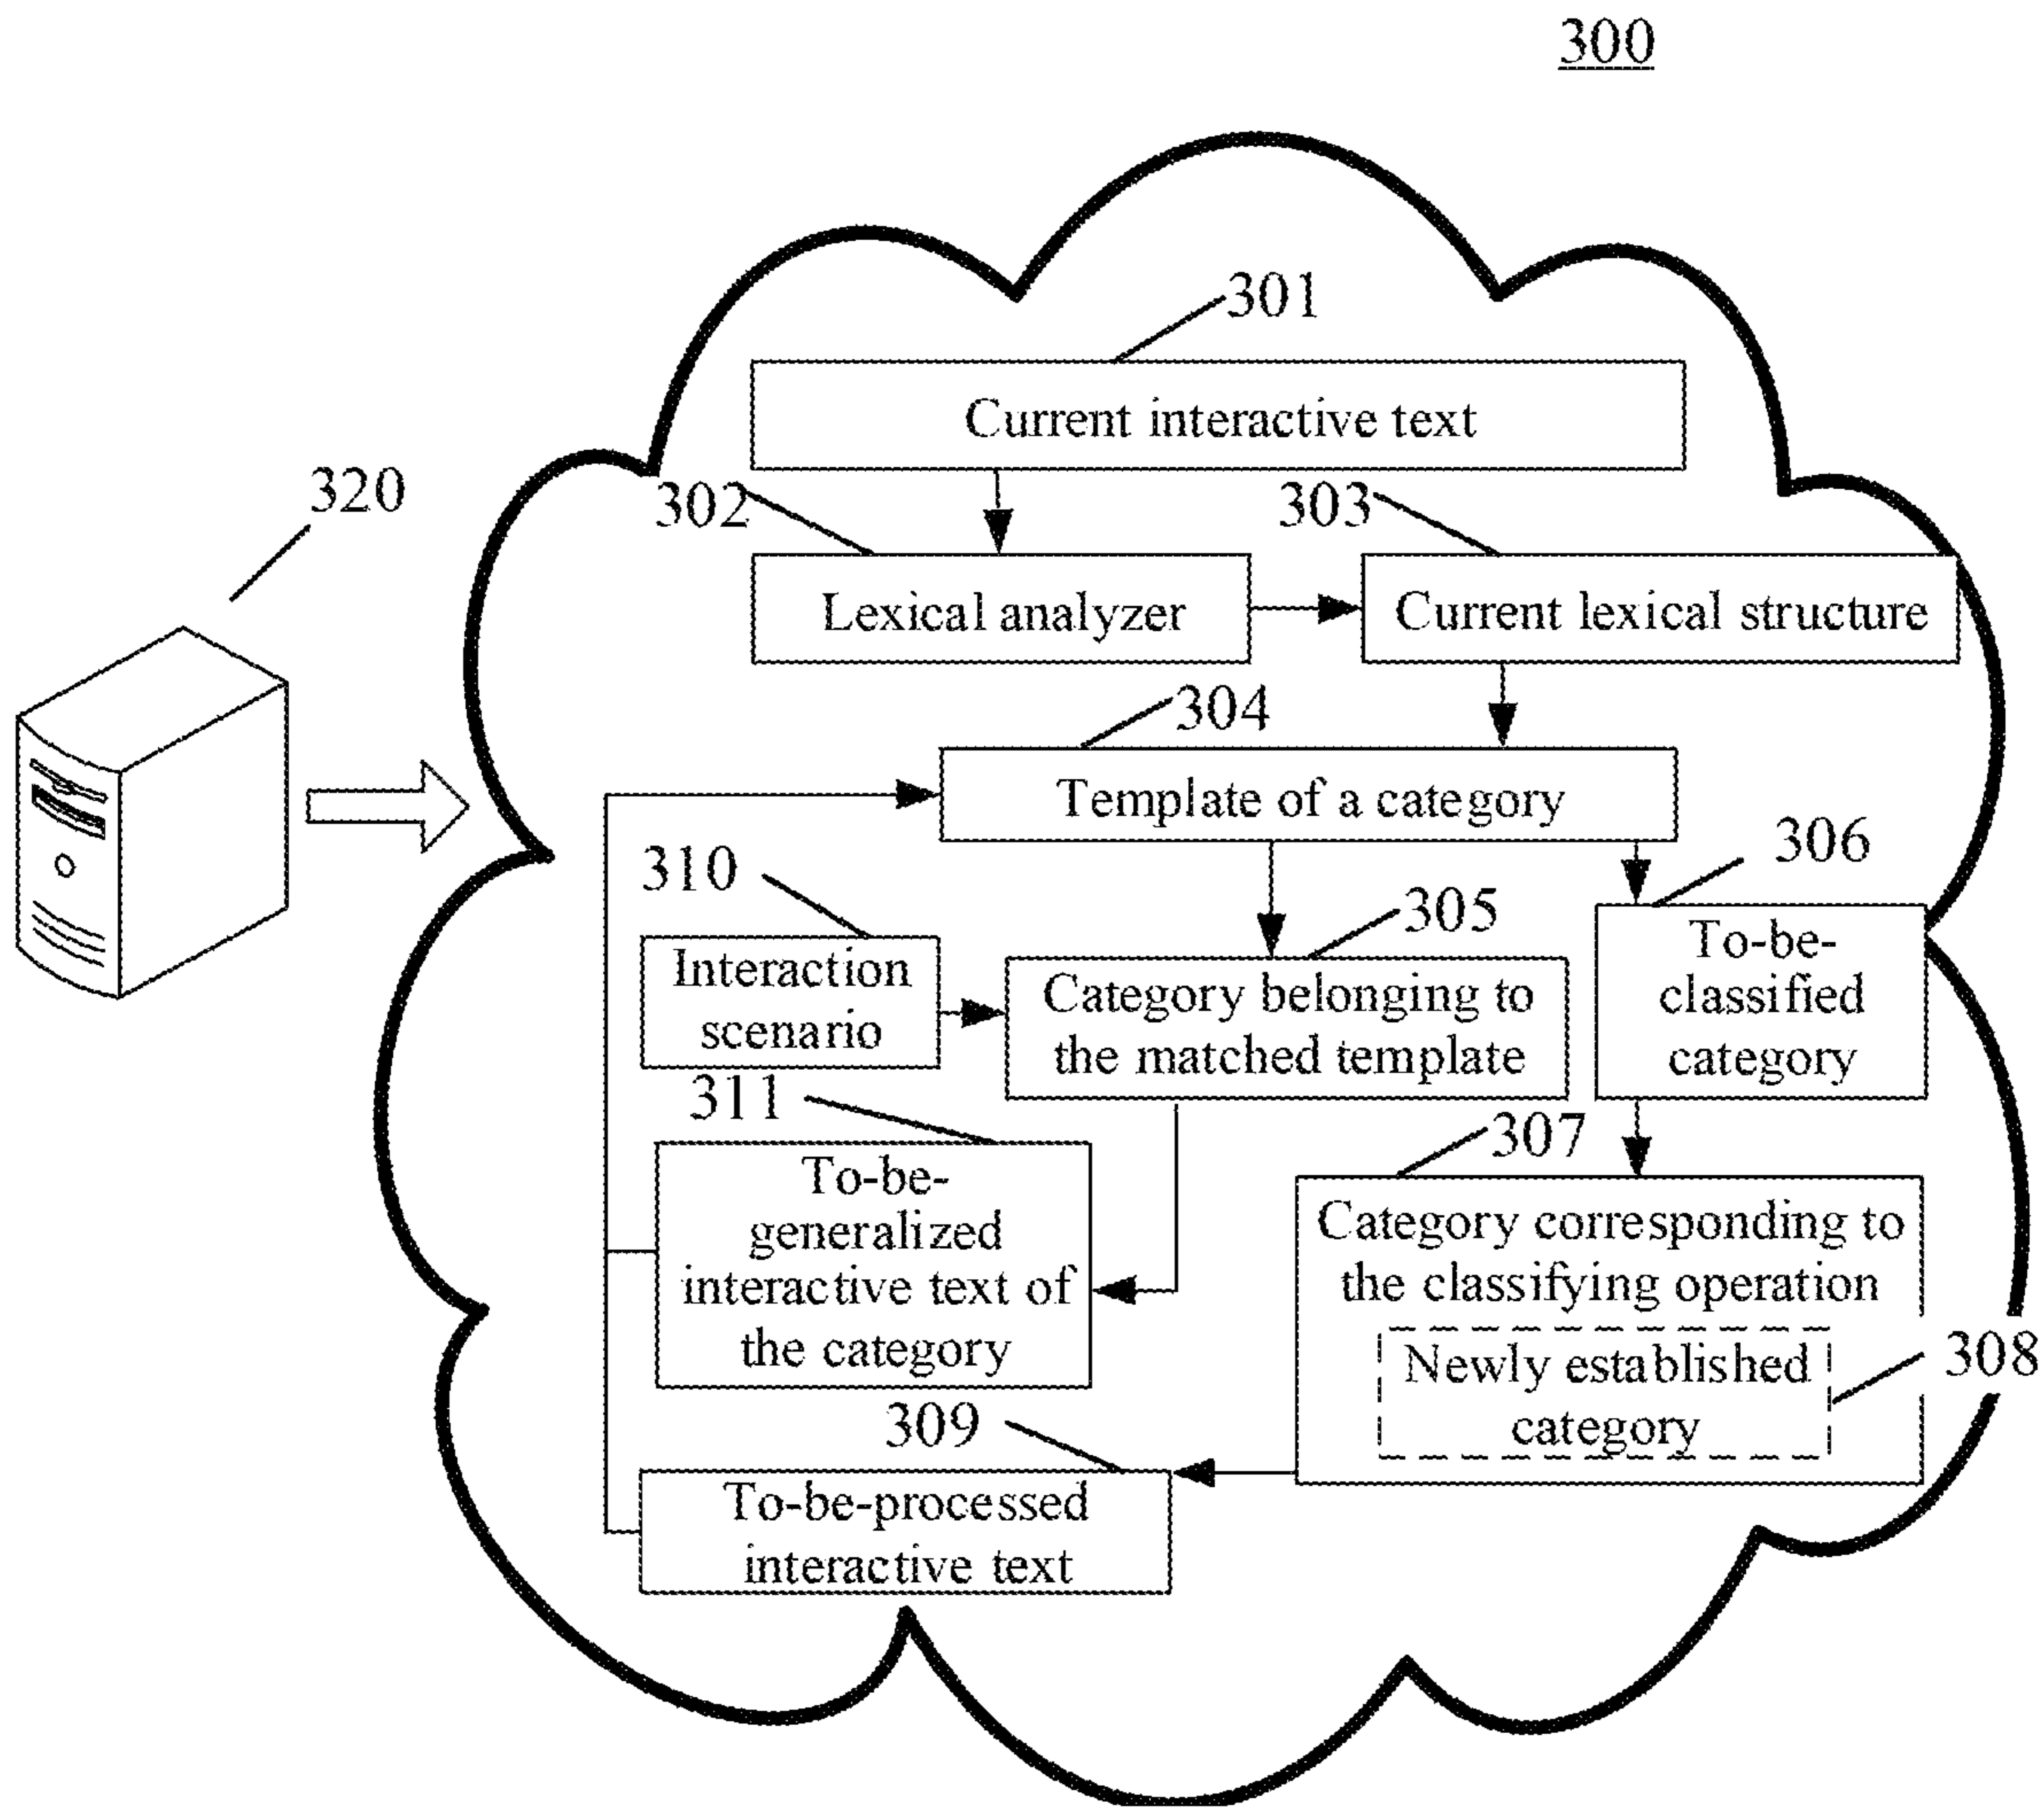 300
301
Current interactive text
320
302
303
Lexical analyzer
Current lexical structure
304
Template of a category
310
306
305
Interaction
scenario
Category belonging to
the matched template
To-be-
classified
category
311
307
To-be-
generalized
interactive text of
the category
Category corresponding to
the classifying operation
Newly established
category
308
309
To-be-processed
interactive text